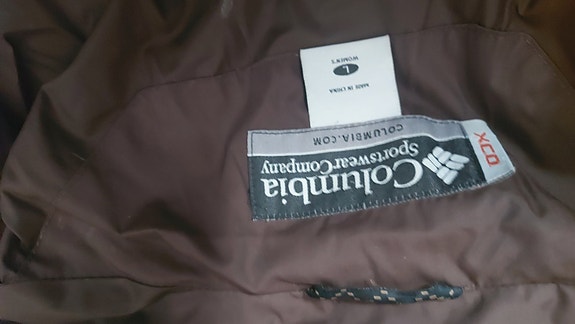 L
WOMEN'S
MADE IN CHINA
COLUMBIA.COM
Columbia
Sportswear Company
XCO